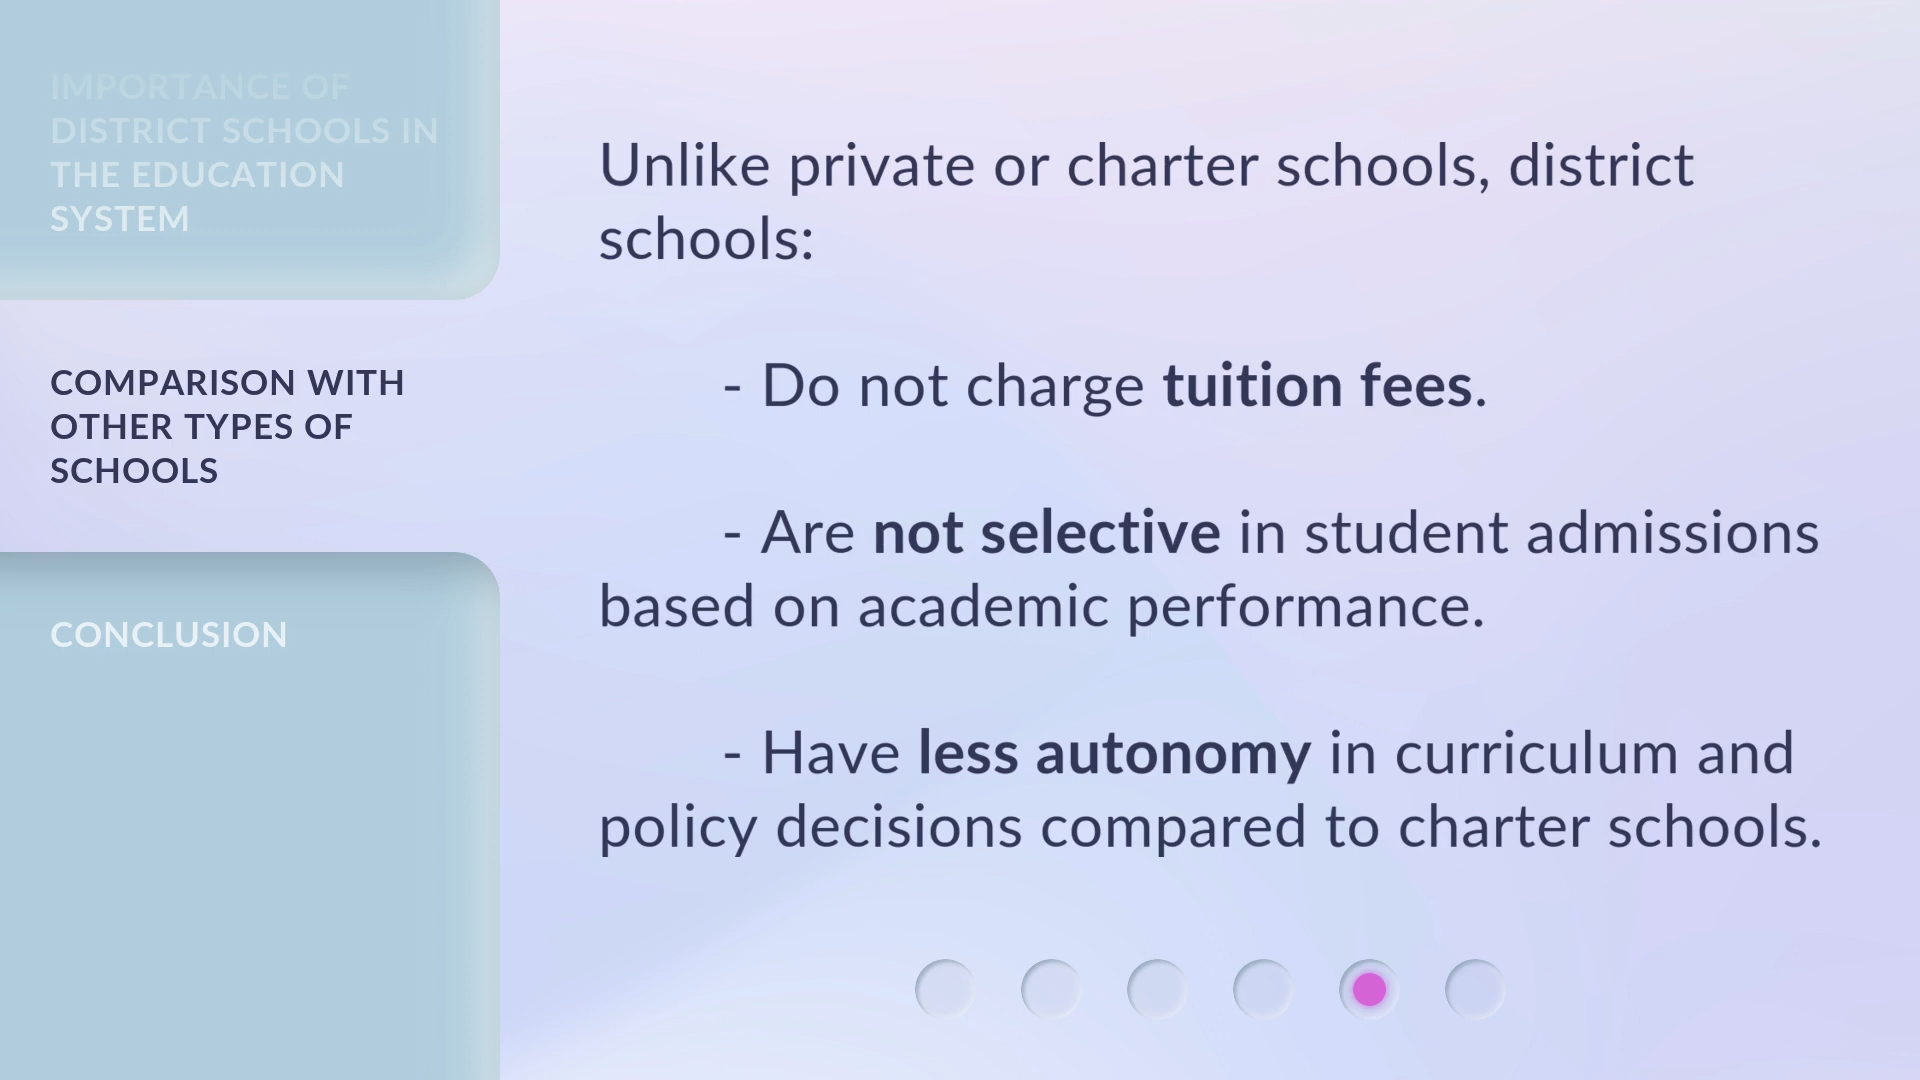 IMPORTANCE OF
DISTRICT SCHOOLS IN
THE EDUCATION
SYSTEM
COMPARISON WITH
OTHER TYPES OF
SCHOOLS
CONCLUSION
Unlike private or charter schools, district
schools:
- Do not charge tuition fees.
- Are not selective in student admissions
based on academic performance.
- Have less autonomy in curriculum and
policy decisions compared to charter schools.